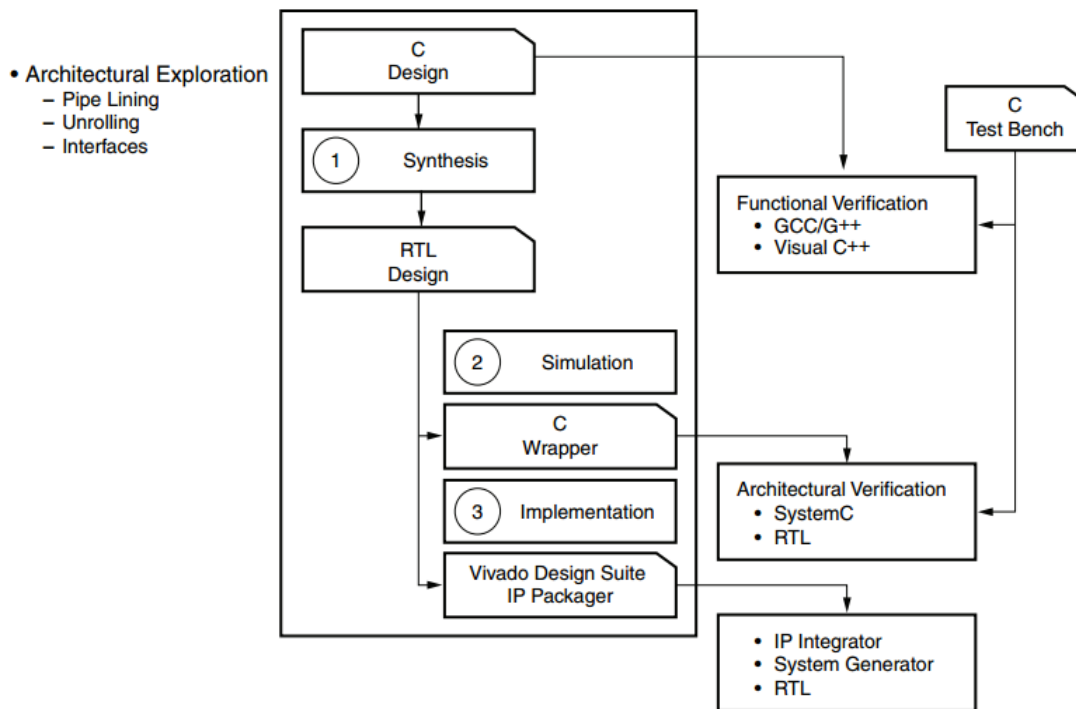 • Architectural Exploration
– Pipe Lining
– Unrolling
– Interfaces
C
Design
1 Synthesis
RTL
Design
2 Simulation
C
Wrapper
3 Implementation
Vivado Design Suite
IP Packager
C
Test Bench
Functional Verification
• GCC/G++
• Visual C++
Architectural Verification
• SystemC
• RTL
• IP Integrator
• System Generator
• RTL